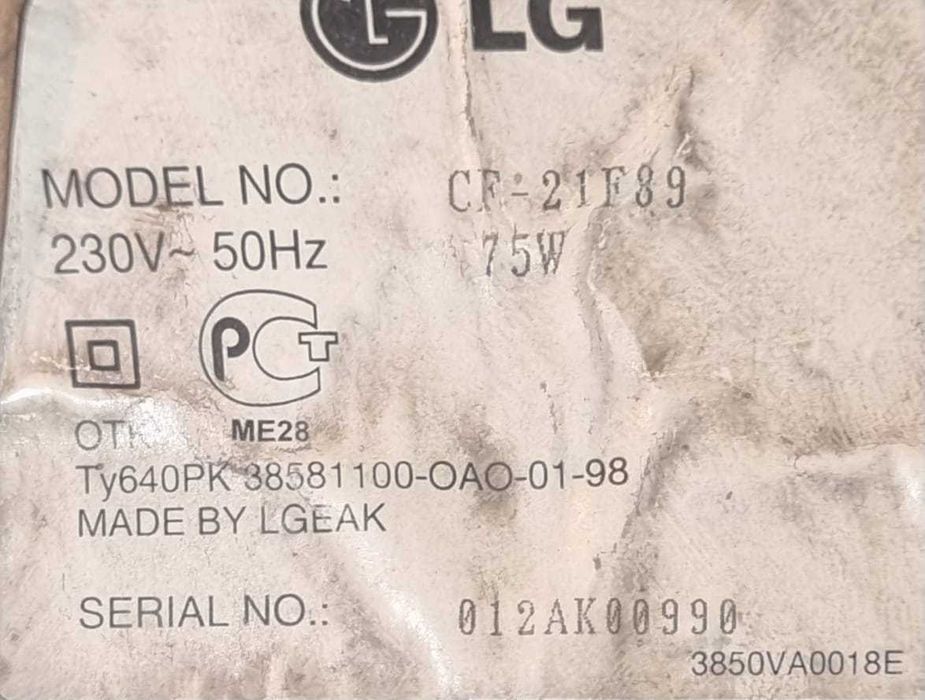 LG
MODEL NO.: CF-21F89
230V~ 50Hz 75W
PCT
ME28
Ty640PK 38581100-OAO-01-98
MADE BY LGEAK
SERIAL NO.: 012AK00990
3850VA0018E